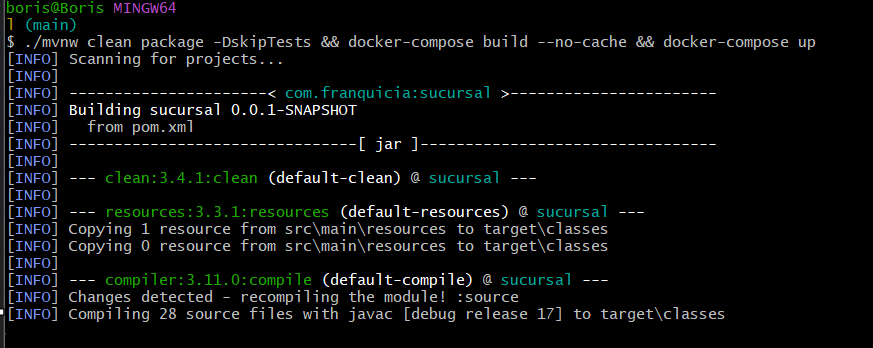 boris@Boris MINGW64
l (main)
$ ./mvnw clean package -DskipTests && docker-compose build --no-cache && docker-compose up
[INFO] Scanning for projects...
[INFO]
[INFO] ----------------------< com.franquicia:sucursal >-----------------------
[INFO] Building sucursal 0.0.1-SNAPSHOT
[INFO]   from pom.xml
[INFO] --------------------------------[ jar ]---------------------------------
[INFO]
[INFO] --- clean:3.4.1:clean (default-clean) @ sucursal ---
[INFO]
[INFO] --- resources:3.3.1:resources (default-resources) @ sucursal ---
[INFO] Copying 1 resource from src\main\resources to target\classes
[INFO] Copying 0 resource from src\main\resources to target\classes
[INFO]
[INFO] --- compiler:3.11.0:compile (default-compile) @ sucursal ---
[INFO] Changes detected - recompiling the module! :source
[INFO] Compiling 28 source files with javac [debug release 17] to target\classes